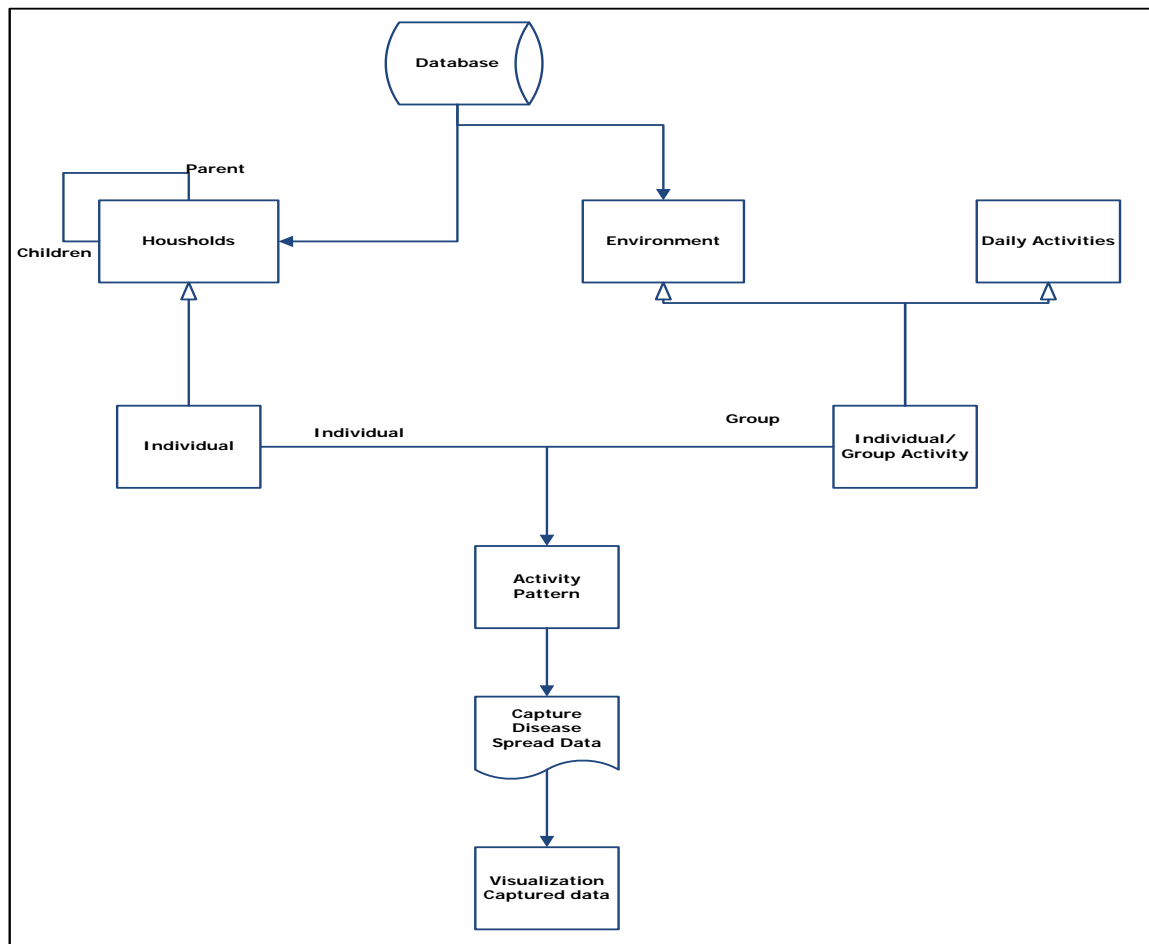 Database
Parent
Housholds
Children
Environment
Daily Activities
Individual
Individual
Group
Individual/
Group Activity
Activity
Pattern
Capture
Disease
Spread Data
Visualization
Captured data